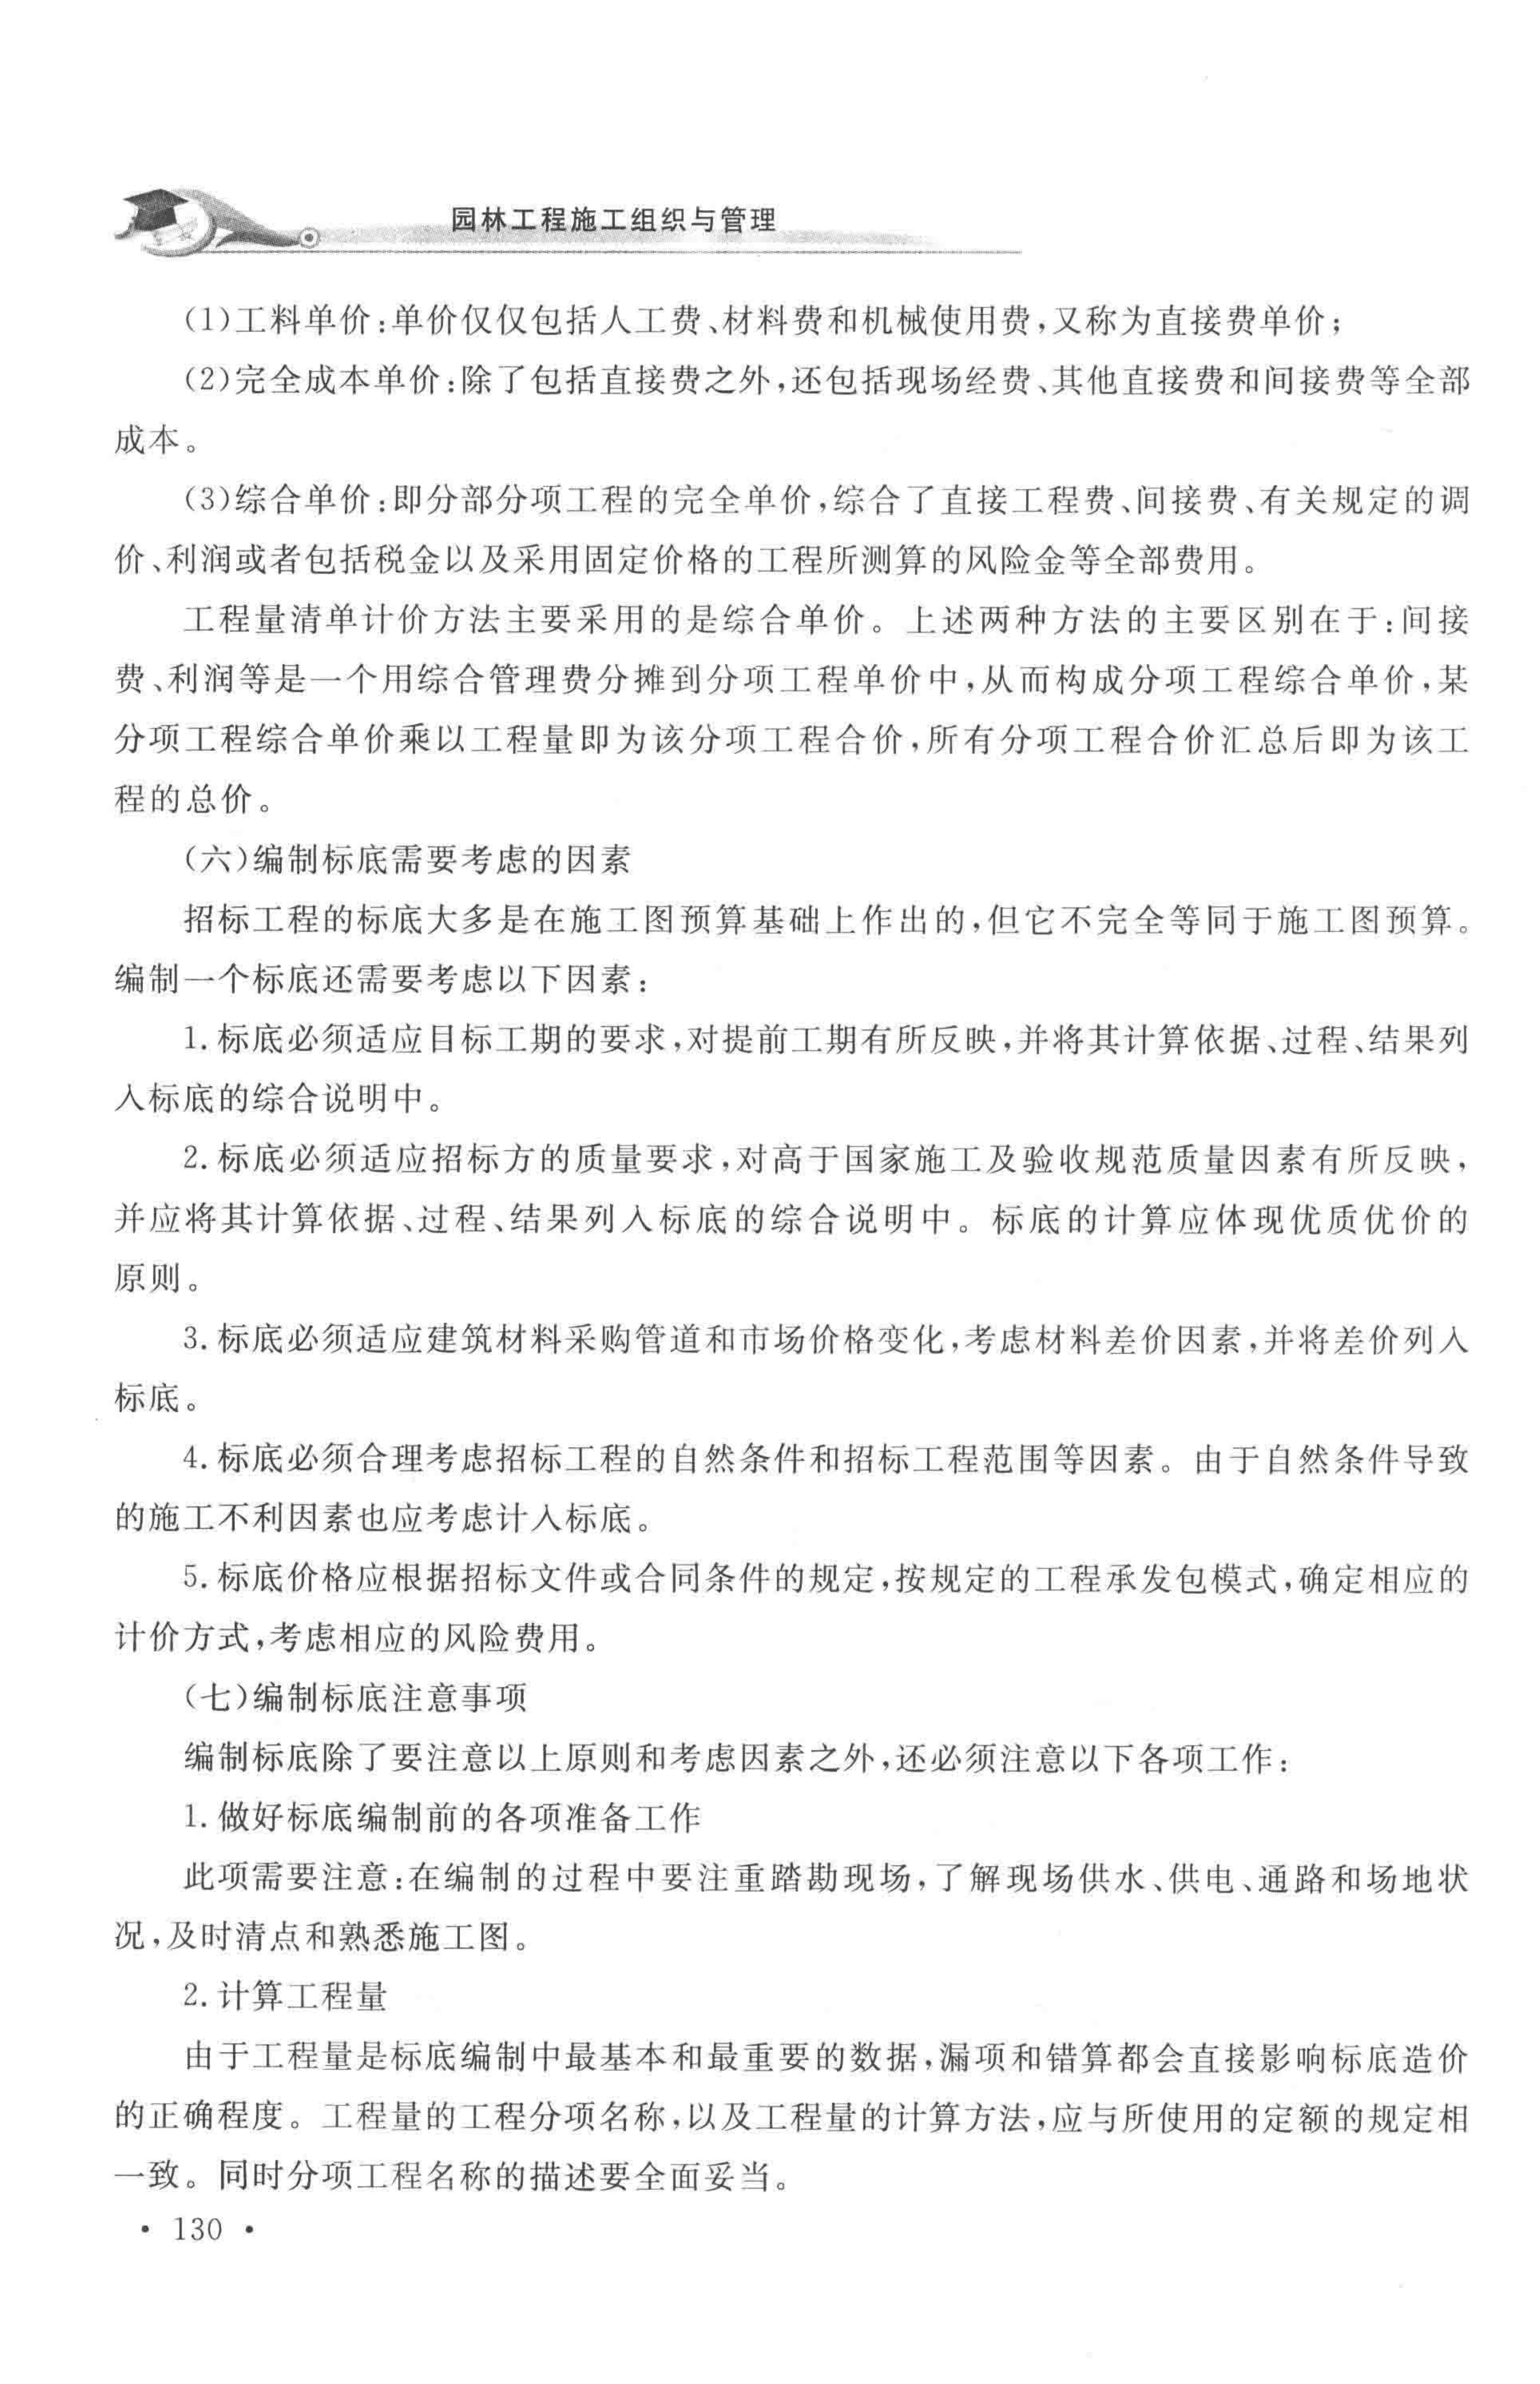 园林工程施工组织与管理
(1)工料单价:单价仅仅包括人工费、材料费和机械使用费,又称为直接费单价;
(2)完全成本单价:除了包括直接费之外,还包括现场经费、其他直接费和间接费等全部
成本。
(3)综合单价:即分部分项工程的完全单价,综合了直接工程费、间接费、有关规定的调
价、利润或者包括税金以及采用固定价格的工程所测算的风险金等全部费用。
工程量清单计价方法主要采用的是综合单价。上述两种方法的主要区别在于:间接
费、利润等是一个用综合管理费分摊到分项工程单价中,从而构成分项工程综合单价,某
分项工程综合单价乘以工程量即为该分项工程合价,所有分项工程合价汇总后即为该工
程的总价。
(六)编制标底需要考虑的因素
招标工程的标底大多是在施工图预算基础上作出的,但它不完全等同于施工图预算。
编制一个标底还需要考虑以下因素:
1.标底必须适应目标工期的要求,对提前工期有所反映,并将其计算依据、过程、结果列
入标底的综合说明中。
2.标底必须适应招标方的质量要求,对高于国家施工及验收规范质量因素有所反映,
并应将其计算依据、过程、结果列入标底的综合说明中。标底的计算应体现优质优价的
原则。
3.标底必须适应建筑材料采购管道和市场价格变化,考虑材料差价因素,并将差价列入
标底。
4.标底必须合理考虑招标工程的自然条件和招标工程范围等因素。由于自然条件导致
的施工不利因素也应考虑计入标底。
5.标底价格应根据招标文件或合同条件的规定,按规定的工程承发包模式,确定相应的
计价方式,考虑相应的风险费用。
(七)编制标底注意事项
编制标底除了要注意以上原则和考虑因素之外,还必须注意以下各项工作:
1.做好标底编制前的各项准备工作
此项需要注意:在编制的过程中要注重踏勘现场,了解现场供水、供电、通路和场地状
况,及时清点和熟悉施工图。
2.计算工程量
由于工程量是标底编制中最基本和最重要的数据,漏项和错算都会直接影响标底造价
的正确程度。工程量的工程分项名称,以及工程量的计算方法,应与所使用的定额的规定相
一致。同时分项工程名称的描述要全面妥当。
• 130 •